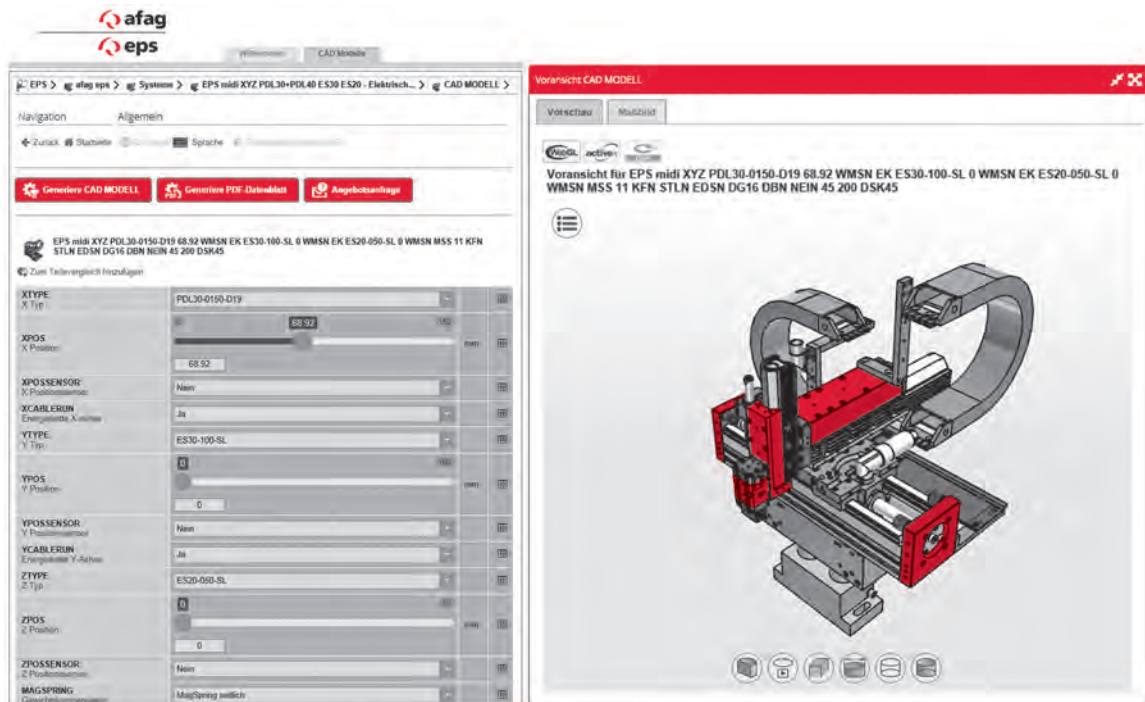 afag
eps
CAD Modelle
EPS > afag eps > Systeme > EPS midi XYZ PDL30+PDL40 ES30 ES20 - Elektrisch... > CAD MODELL >
Navigation Allgemein
Zurück Startseite Sprache
Generiere CAD MODELL Generiere PDF-Datenblatt Angebotsanfrage
EPS midi XYZ PDL30-0150-D19 68.92 WMSN EK ES30-100-SL 0 WMSN EK ES20-050-SL 0 WMSN MSS 11 KFN
STLN EDSN DG16 DBN NEIN 45 200 DSK45
Zum Teilevergleich hinzufügen
XTYPE
X Typ
PDL30-0150-D19
68.92
XPOS
X Position
mm
68.92
XPOSSENSOR
X Positionssensor
Nein
XCABLERUN
Energiekette X-Achse
Ja
YTYPE
Y Typ
ES30-100-SL
0
YPOS
Y Position
mm
0
YPOSSENSOR
Y Positionssensor
Nein
YCABLERUN
Energiekette Y-Achse
Ja
ZTYPE
Z Typ
ES20-050-SL
0
ZPOS
Z Position
mm
0
ZPOSSENSOR
Z Positionssensor
Nein
MAGSPRING
MagSpring seitlich
Voransicht CAD MODELL
Vorschau Maßbild
WebGL
Voransicht für EPS midi XYZ PDL30-0150-D19 68.92 WMSN EK ES30-100-SL 0 WMSN EK ES20-050-SL 0
WMSN MSS 11 KFN STLN EDSN DG16 DBN NEIN 45 200 DSK45